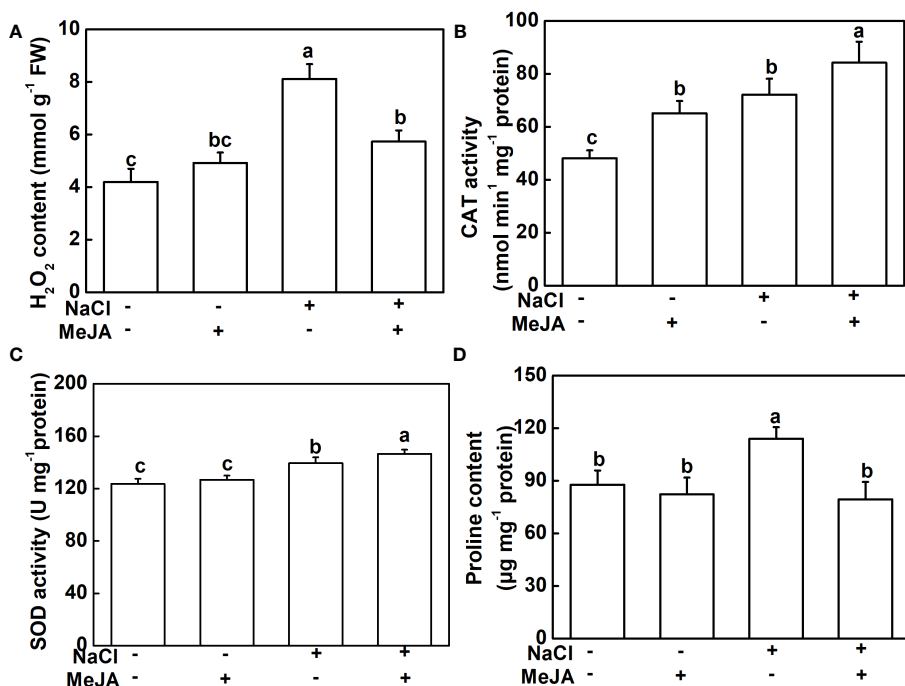 A
H2O2 content (mmol g-1 FW)
10
8
6
4
2
0
c
bc
a
b
NaCl - - + +
MeJA - + - +
B
CAT activity
(nmol min1 mg-1 protein)
100
80
60
40
20
0
c
b
b
a
NaCl - - + +
MeJA - + - +
C
SOD activity (U mg-1protein)
200
160
120
80
40
0
c
c
b
a
NaCl - - + +
MeJA - + - +
D
Proline content
(µg mg-1 protein)
150
120
90
60
30
0
b
b
a
b
NaCl - - + +
MeJA - + - +